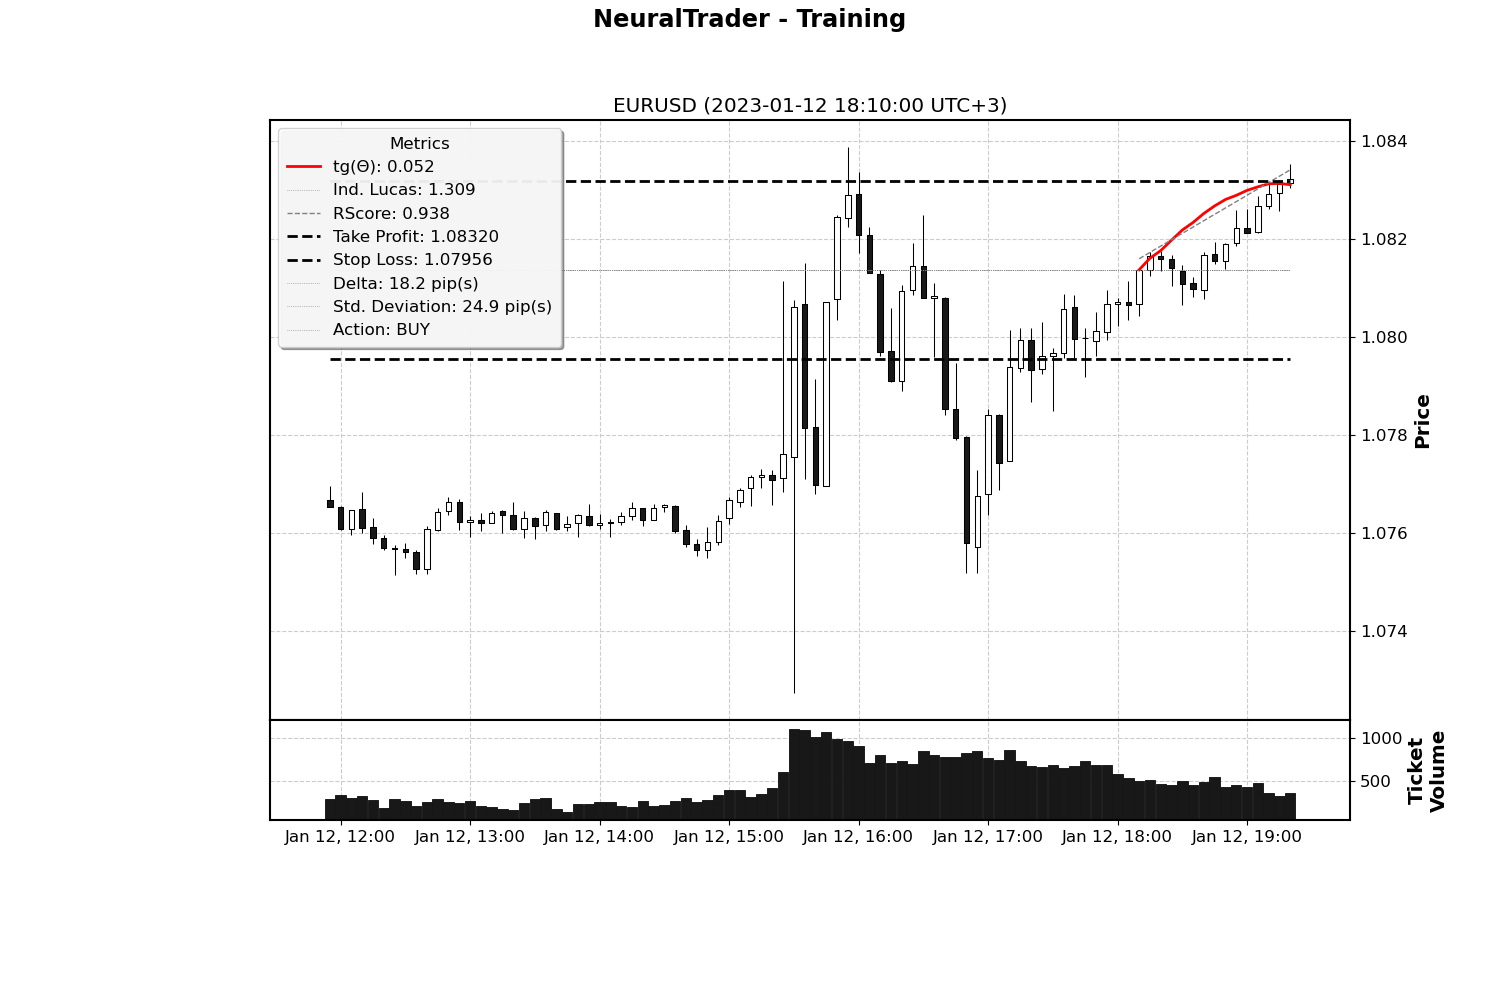 NeuralTrader - Training
EURUSD (2023-01-12 18:10:00 UTC+3)
Metrics
tg(Θ): 0.052
Ind. Lucas: 1.309
RScore: 0.938
Take Profit: 1.08320
Stop Loss: 1.07956
Delta: 18.2 pip(s)
Std. Deviation: 24.9 pip(s)
Action: BUY
1.084
1.082
1.080
1.078
1.076
1.074
Price
1000
500
Ticket
Volume
Jan 12, 12:00
Jan 12, 13:00
Jan 12, 14:00
Jan 12, 15:00
Jan 12, 16:00
Jan 12, 17:00
Jan 12, 18:00
Jan 12, 19:00